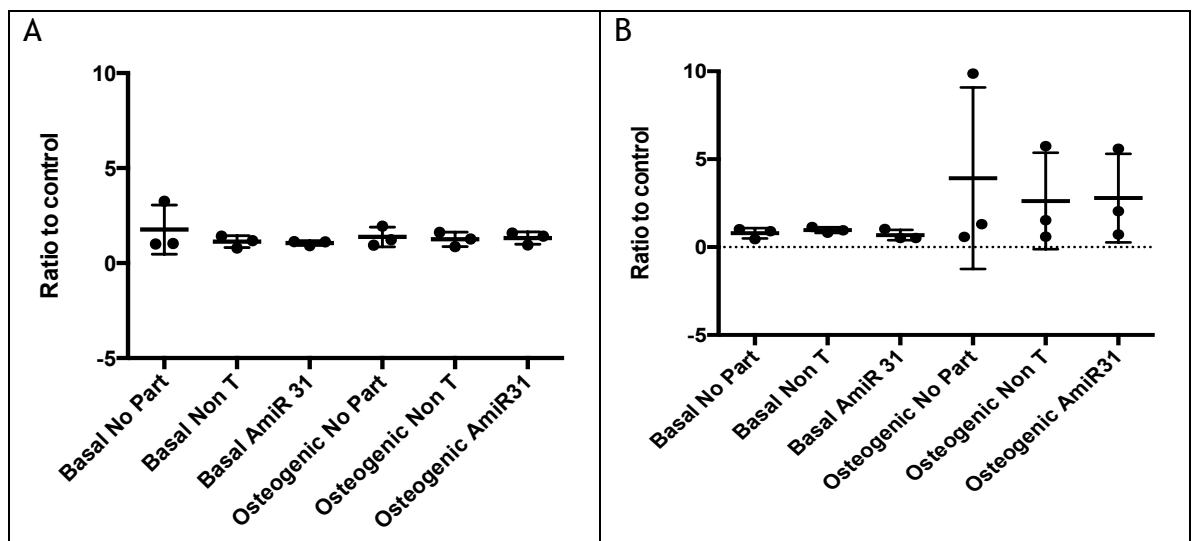 A
10
5
0
-5
Ratio to control
Basal No Part
Basal Non T
Basal AmiR 31
Osteogenic No Part
Osteogenic Non T
Osteogenic AmiR31
B
10
5
0
-5
Ratio to control
Basal No Part
Basal Non T
Basal AmiR 31
Osteogenic No Part
Osteogenic Non T
Osteogenic AmiR31